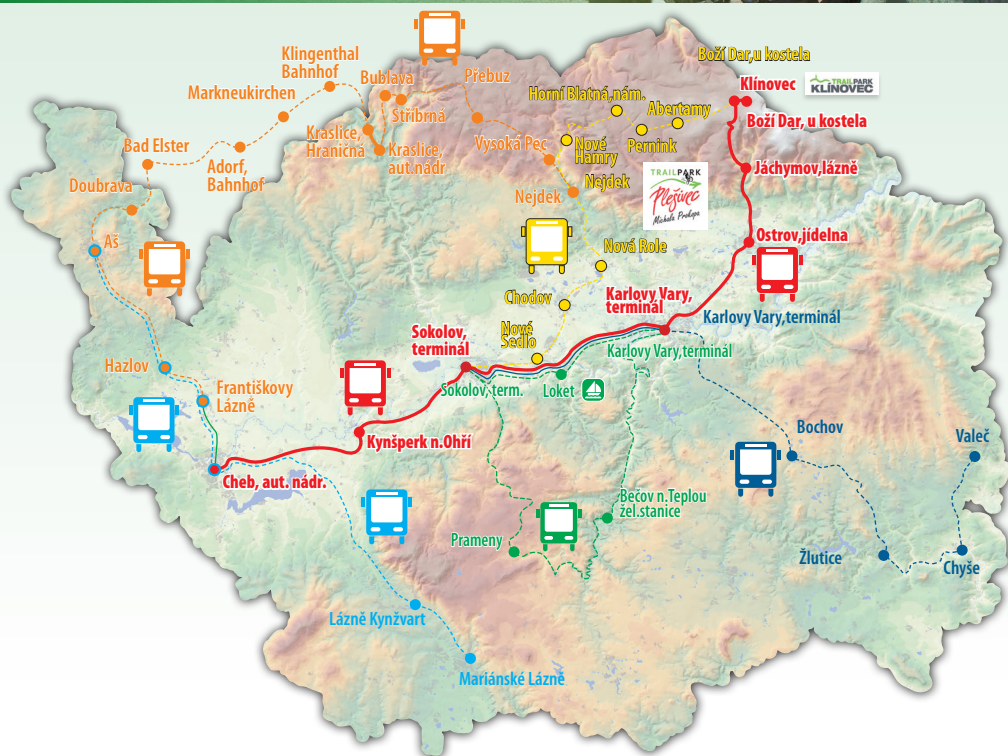 Klingenthal
Bahnhof
Bublava
Přebuz
Markneukirchen
Stříbrná
Boží Dar,u kostela
Klínovec
TRAILPARK
KLÍNOVEC
Horní Blatná,nám.
Abertamy
Boží Dar, u kostela
Kraslice,
Hraničná
Kraslice,
aut.nádr
Vysoká Pec
Nové
Hamry
Pernink
Bad Elster
Adorf,
Bahnhof
Jáchymov,lázně
Doubrava
Nejdek
Nejdek
TRAILPARK
Plešivec
Michala Prokopa
Aš
Nová Role
Ostrov,jídelna
Chodov
Karlovy Vary,
terminál
Karlovy Vary,terminál
Nové
Sedlo
Sokolov,
terminál
Karlovy Vary,terminál
Hazlov
Františkovy
Lázně
Sokolov, term.
Loket
Kynšperk n.Ohří
Bochov
Valeč
Cheb, aut. nádr.
Bečov n.Teplou
žel.stanice
Prameny
Žlutice
Chyše
Lázně Kynžvart
Mariánské Lázně